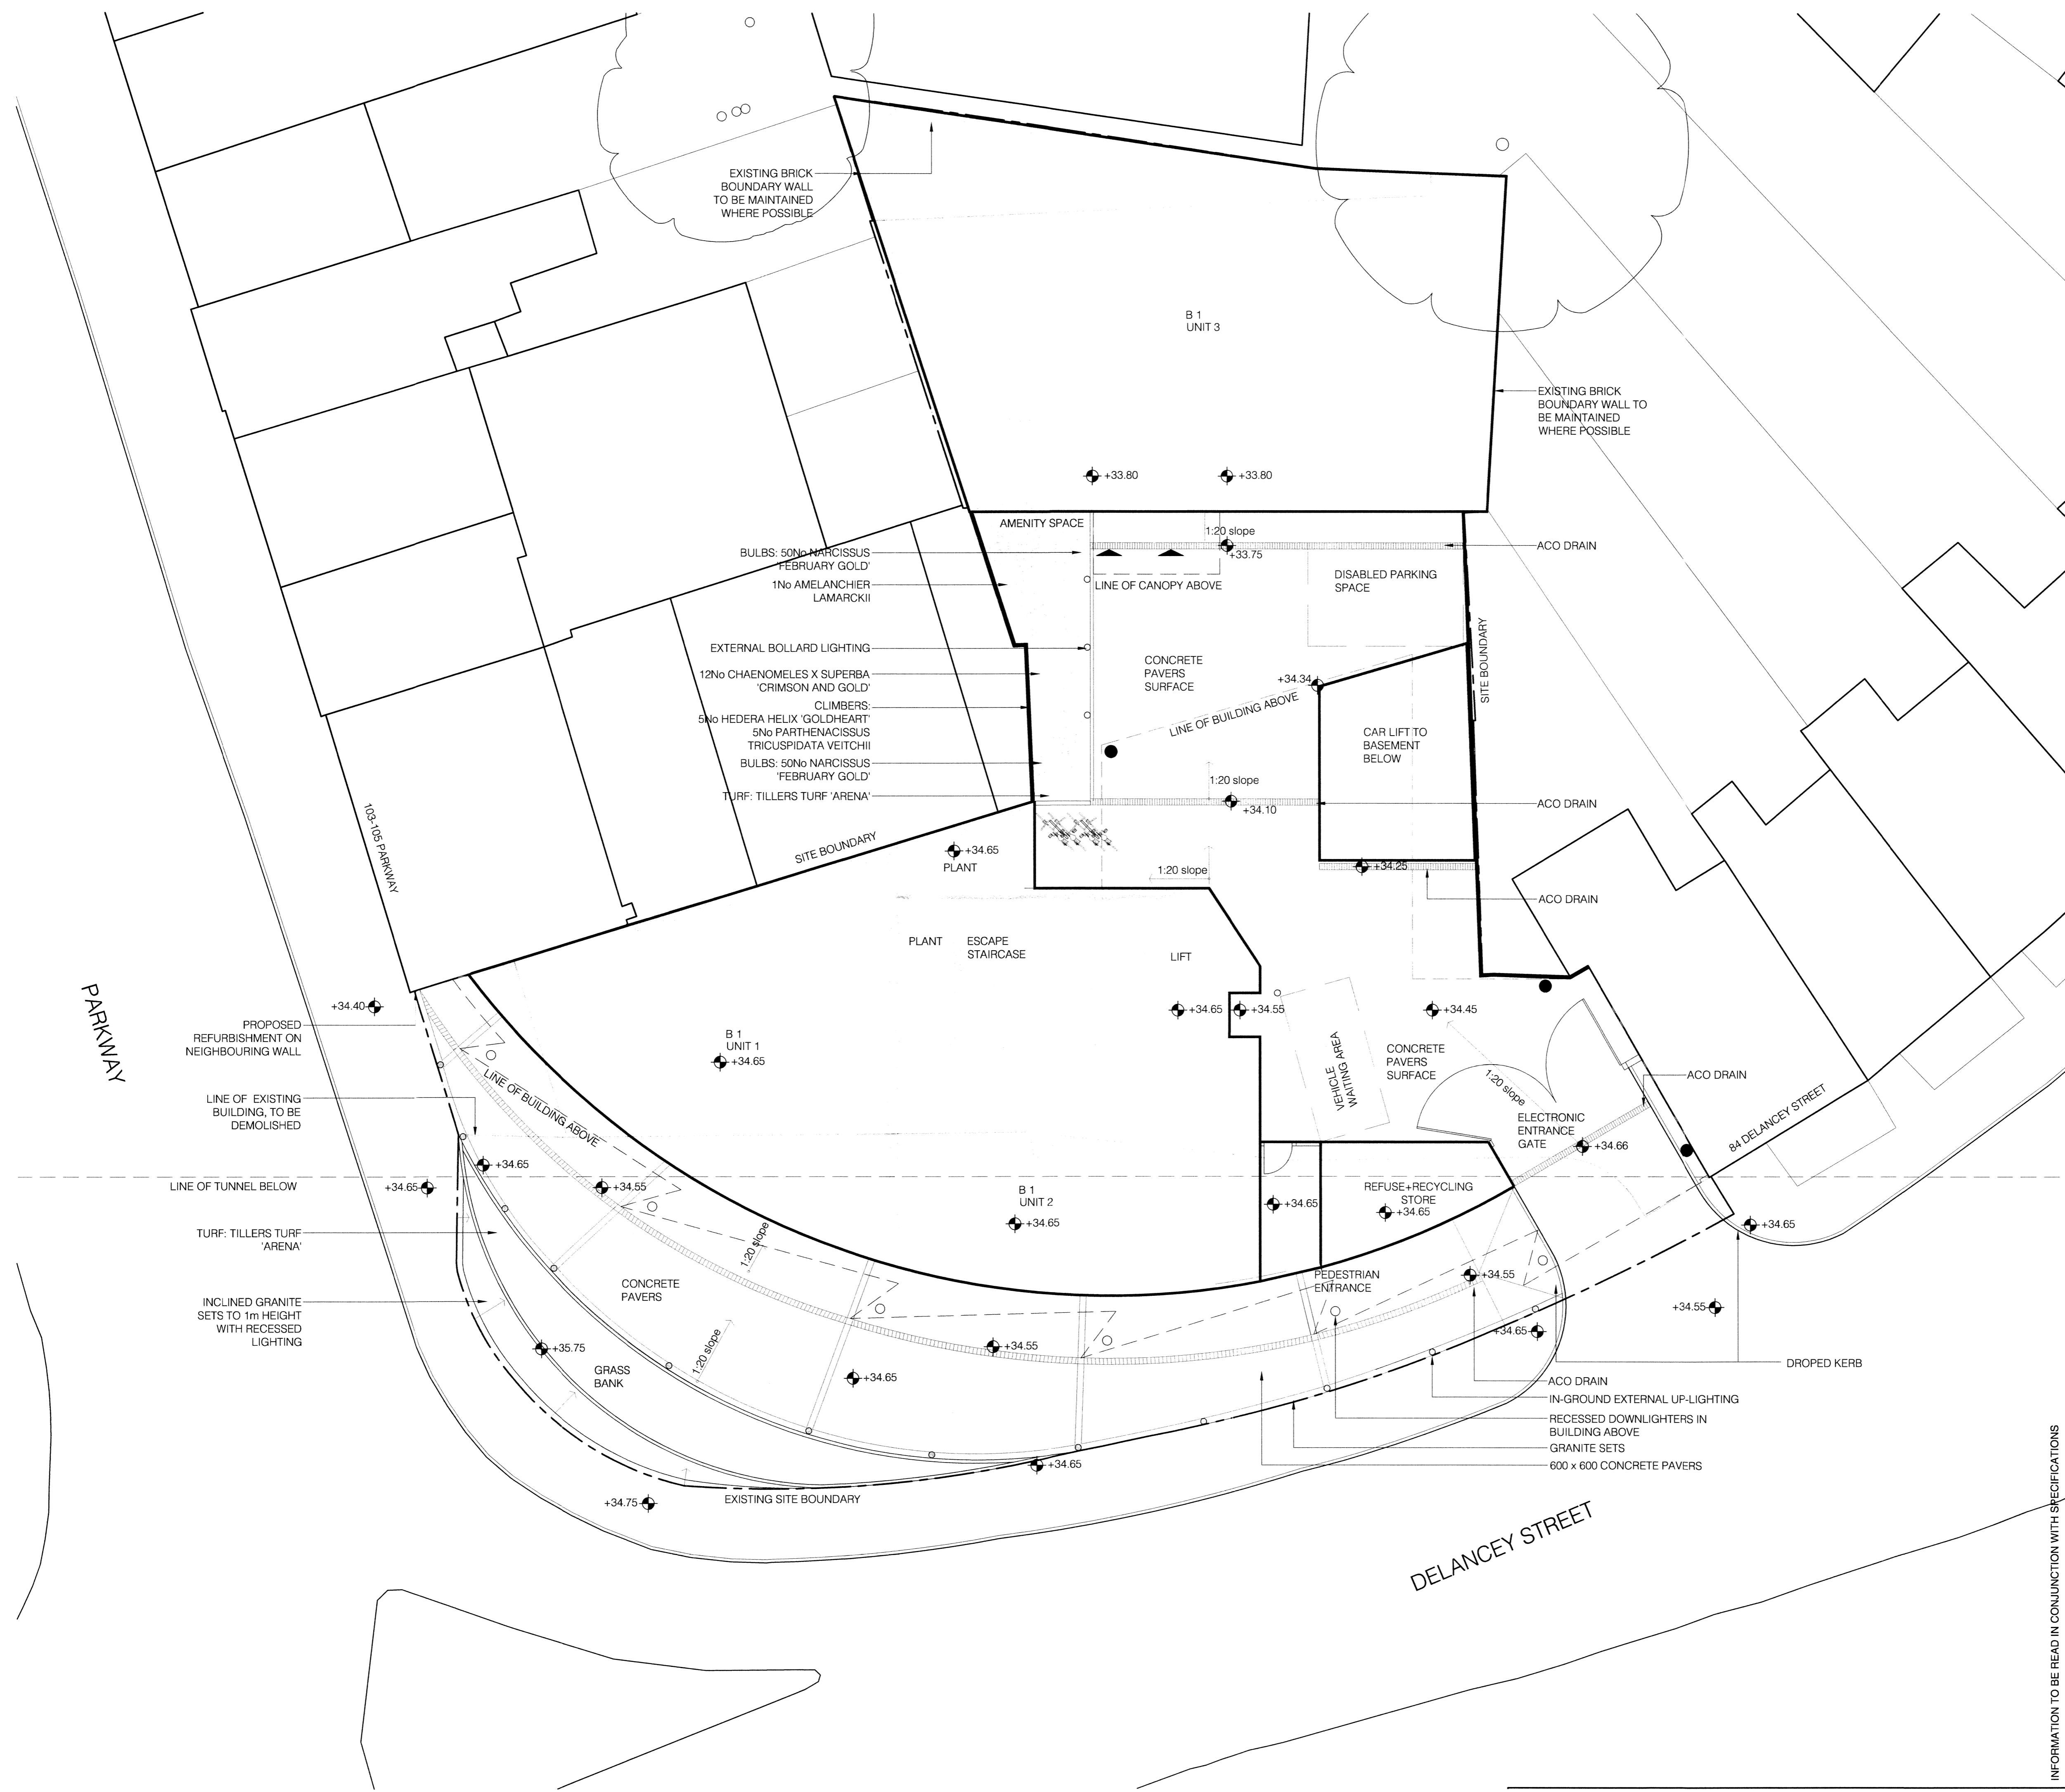 EXISTING BRICK
BOUNDARY WALL
TO BE MAINTAINED
WHERE POSSIBLE
B 1
UNIT 3
EXISTING BRICK
BOUNDARY WALL TO
BE MAINTAINED
WHERE POSSIBLE
+33.80
+33.80
AMENITY SPACE
1:20 slope
+33.75
ACO DRAIN
BULBS: 50No NARCISSUS
'FEBRUARY GOLD'
1No AMELANCHIER
LAMARCKII
LINE OF CANOPY ABOVE
DISABLED PARKING
SPACE
EXTERNAL BOLLARD LIGHTING
12No CHAENOMELES X SUPERBA
'CRIMSON AND GOLD'
CLIMBERS:
5No HEDERA HELIX 'GOLDHEART'
5No PARTHENACISSUS
TRICUSPIDATA VEITCHII
BULBS: 50No NARCISSUS
'FEBRUARY GOLD'
TURF: TILLERS TURF 'ARENA'
CONCRETE
PAVERS
SURFACE
+34.34
LINE OF BUILDING ABOVE
SITE BOUNDARY
CAR LIFT TO
BASEMENT
BELOW
1:20 slope
+34.10
ACO DRAIN
103-105 PARKWAY
SITE BOUNDARY
+34.65
PLANT
1:20 slope
+34.25
ACO DRAIN
PLANT
ESCAPE
STAIRCASE
LIFT
PARKWAY
+34.40
PROPOSED
REFURBISHMENT ON
NEIGHBOURING WALL
B 1
UNIT 1
+34.65
+34.65
+34.55
+34.45
VEHICLE
WAITING AREA
CONCRETE
PAVERS
SURFACE
1:20 slope
ACO DRAIN
LINE OF BUILDING ABOVE
LINE OF EXISTING
BUILDING, TO BE
DEMOLISHED
ELECTRONIC
ENTRANCE
GATE
+34.66
84 DELANCEY STREET
+34.65
LINE OF TUNNEL BELOW
+34.65
+34.55
B 1
UNIT 2
+34.65
+34.65
REFUSE+RECYCLING
STORE
+34.65
+34.65
TURF: TILLERS TURF
'ARENA'
1:20 slope
CONCRETE
PAVERS
PEDESTRIAN
ENTRANCE
+34.55
+34.55
INCLINED GRANITE
SETS TO 1m HEIGHT
WITH RECESSED
LIGHTING
+35.75
GRASS
BANK
1:20 slope
+34.55
+34.65
+34.65
DROPED KERB
ACO DRAIN
IN-GROUND EXTERNAL UP-LIGHTING
RECESSED DOWNLIGHTERS IN
BUILDING ABOVE
GRANITE SETS
600 x 600 CONCRETE PAVERS
+34.65
+34.75
EXISTING SITE BOUNDARY
DELANCEY STREET
INFORMATION TO BE READ IN CONJUNCTION WITH SPECIFICATIONS